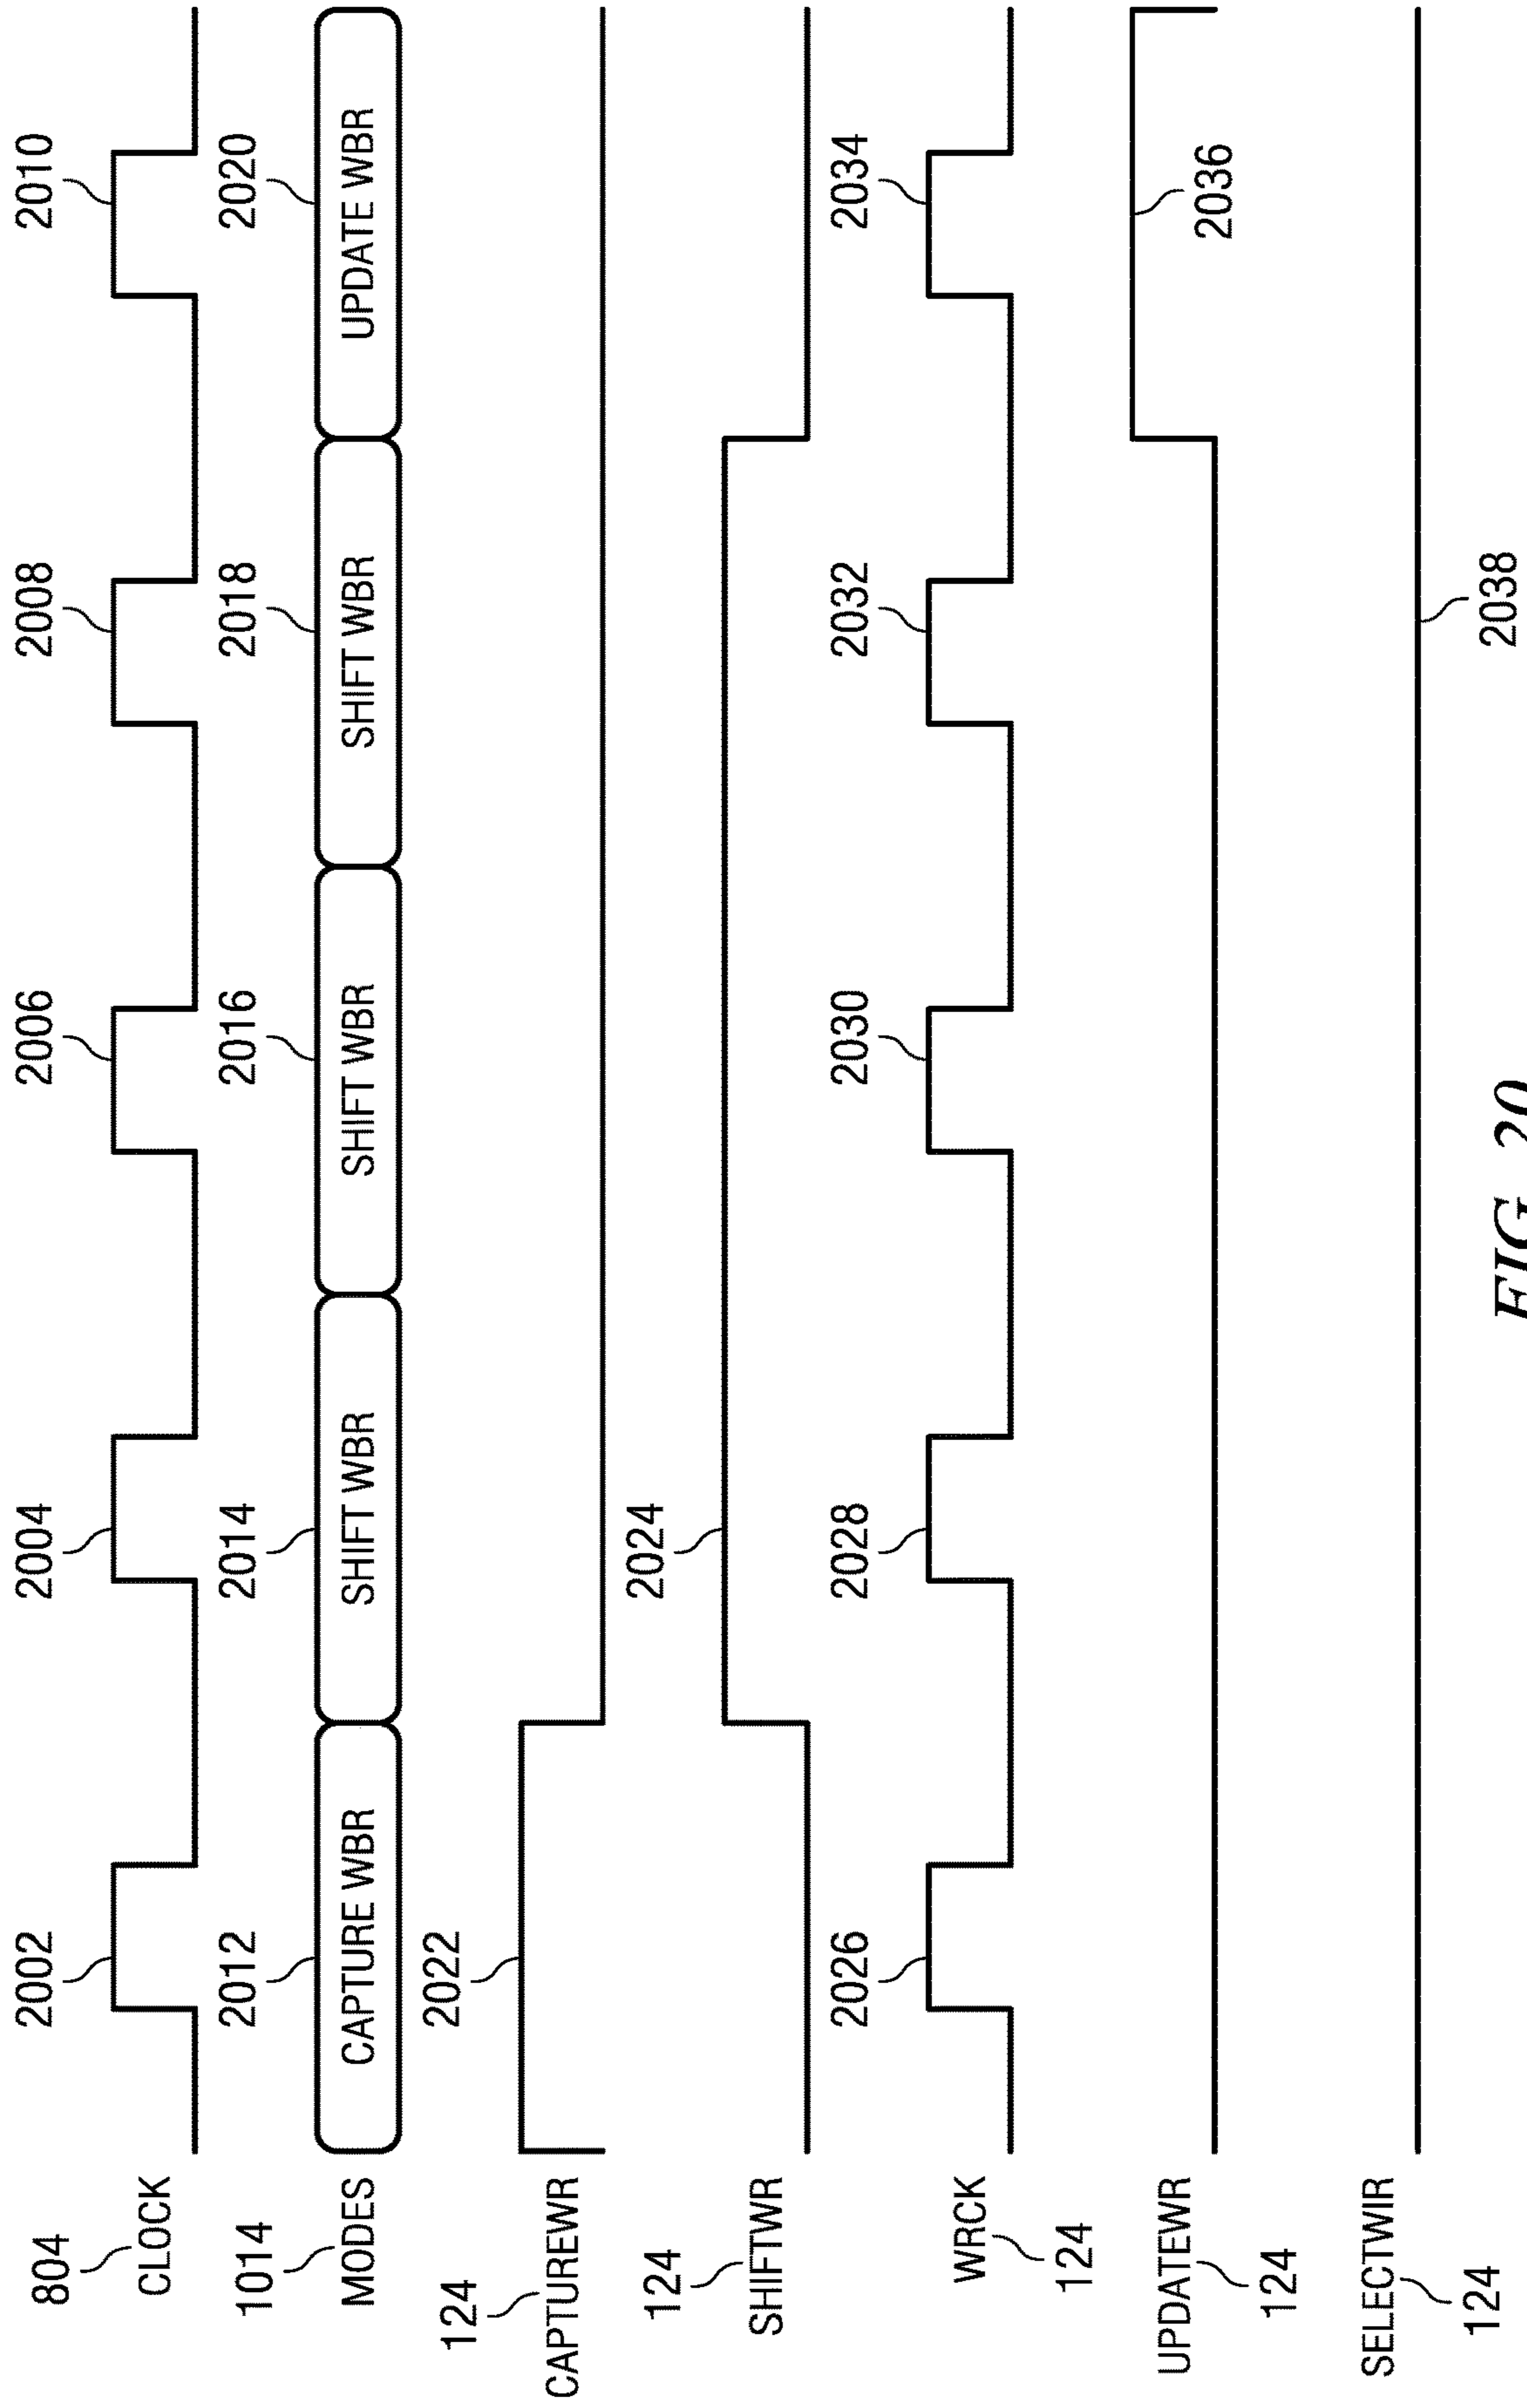 2002 2004 2006 2008 2010
804
CLOCK
2012 2014 2016 2018 2020
1014
MODES CAPTURE WBR SHIFT WBR SHIFT WBR SHIFT WBR UPDATE WBR
2022
124
CAPTUREWR
2024
124
SHIFTWR
2026 2028 2030 2032 2034
WRCK
124
UPDATEWR
2036
124
SELECTWIR
2038
124
FIG. 20